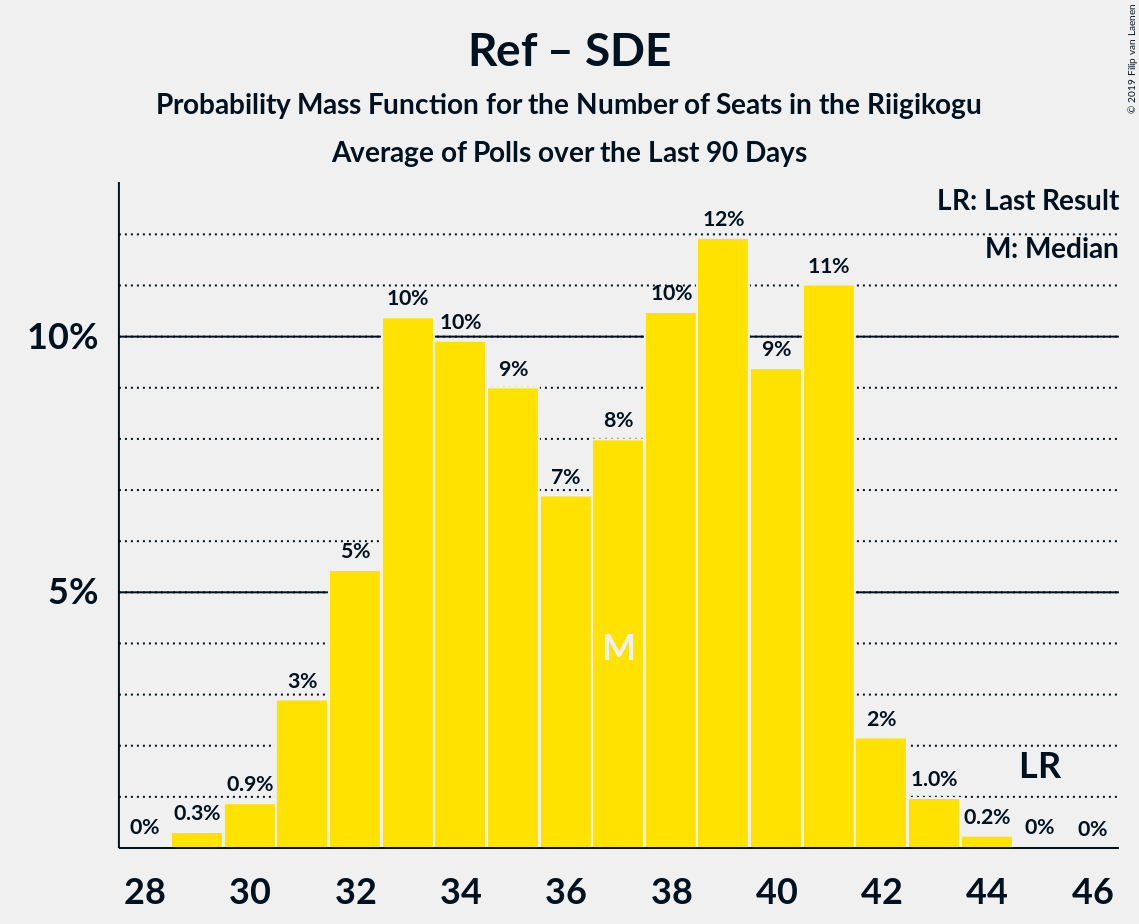 Ref – SDE
Probability Mass Function for the Number of Seats in the Riigikogu
Average of Polls over the Last 90 Days
© 2019 Filip van Laenen
LR: Last Result
M: Median
10%
5%
0%
0.3%
0.9%
3%
5%
10%
10%
9%
7%
8%
10%
12%
9%
11%
2%
1.0%
0.2%
0%
0%
M
LR
28 30 32 34 36 38 40 42 44 46